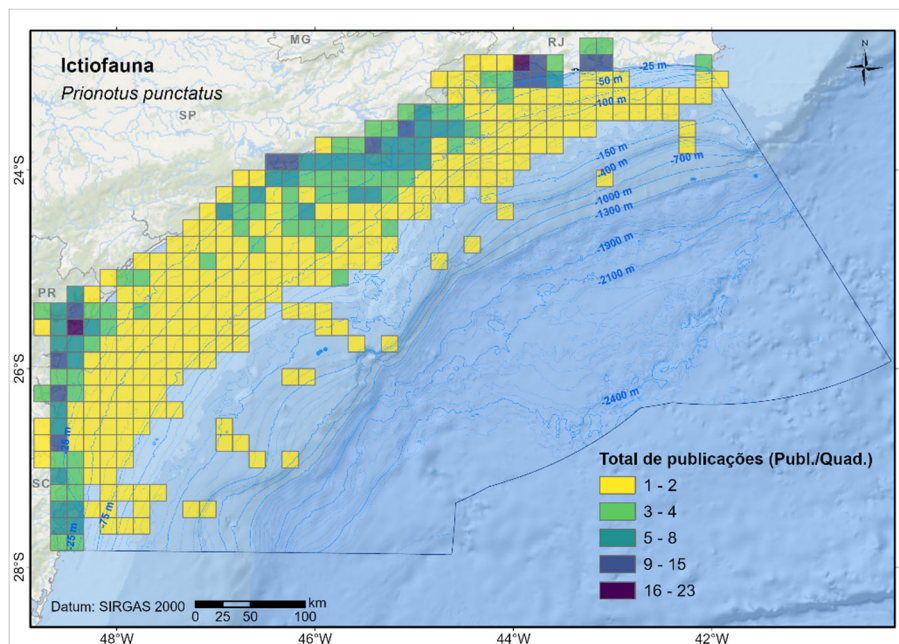 MG
RJ
N
Ictiofauna
Prionotus punctatus
SP
-25 m
-50 m
-100 m
-150 m
-700 m
-400 m
-1000 m
-1300 m
-1900 m
-2100 m
24°S
PR
26°S
-2400 m
-25 m
SC
-75 m
-25 m
28°S
Total de publicações (Publ./Quad.)
1 - 2
3 - 4
5 - 8
9 - 15
16 - 23
Datum: SIRGAS 2000
km
0 25 50 100
48°W 46°W 44°W 42°W